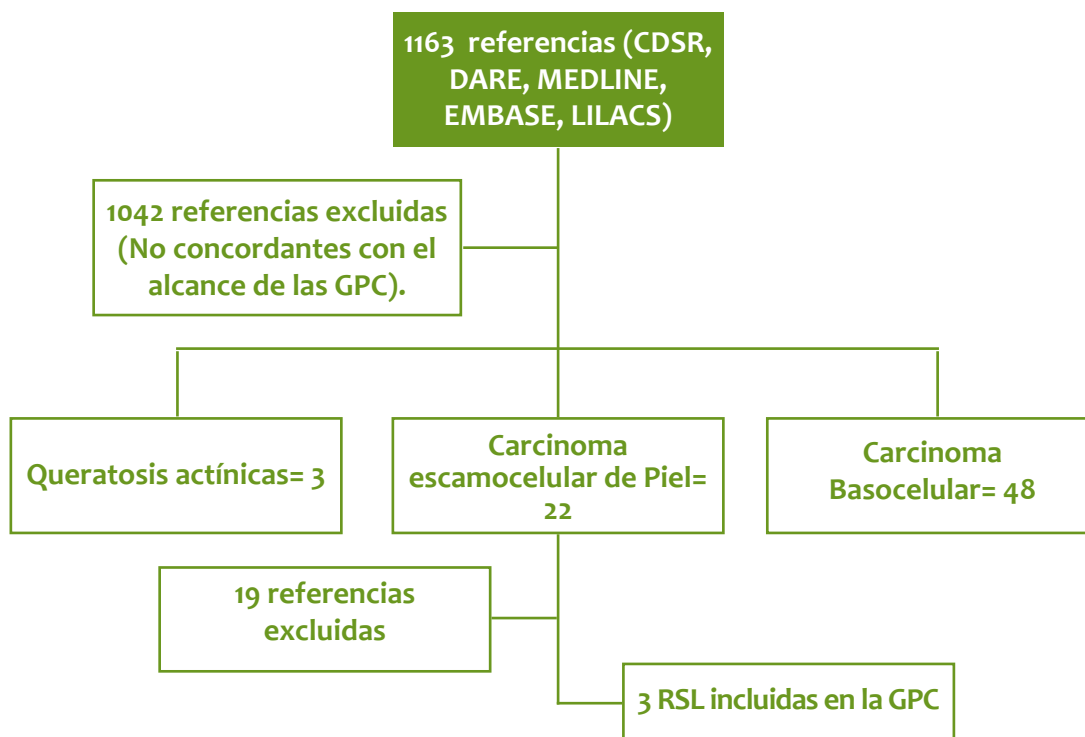 1163 referencias (CDSR,
DARE, MEDLINE,
EMBASE, LILACS)
1042 referencias excluidas
(No concordantes con el
alcance de las GPC).
Queratosis actínicas= 3
Carcinoma
escamocelular de Piel=
22
Carcinoma
Basocelular= 48
19 referencias
excluidas
3 RSL incluidas en la GPC